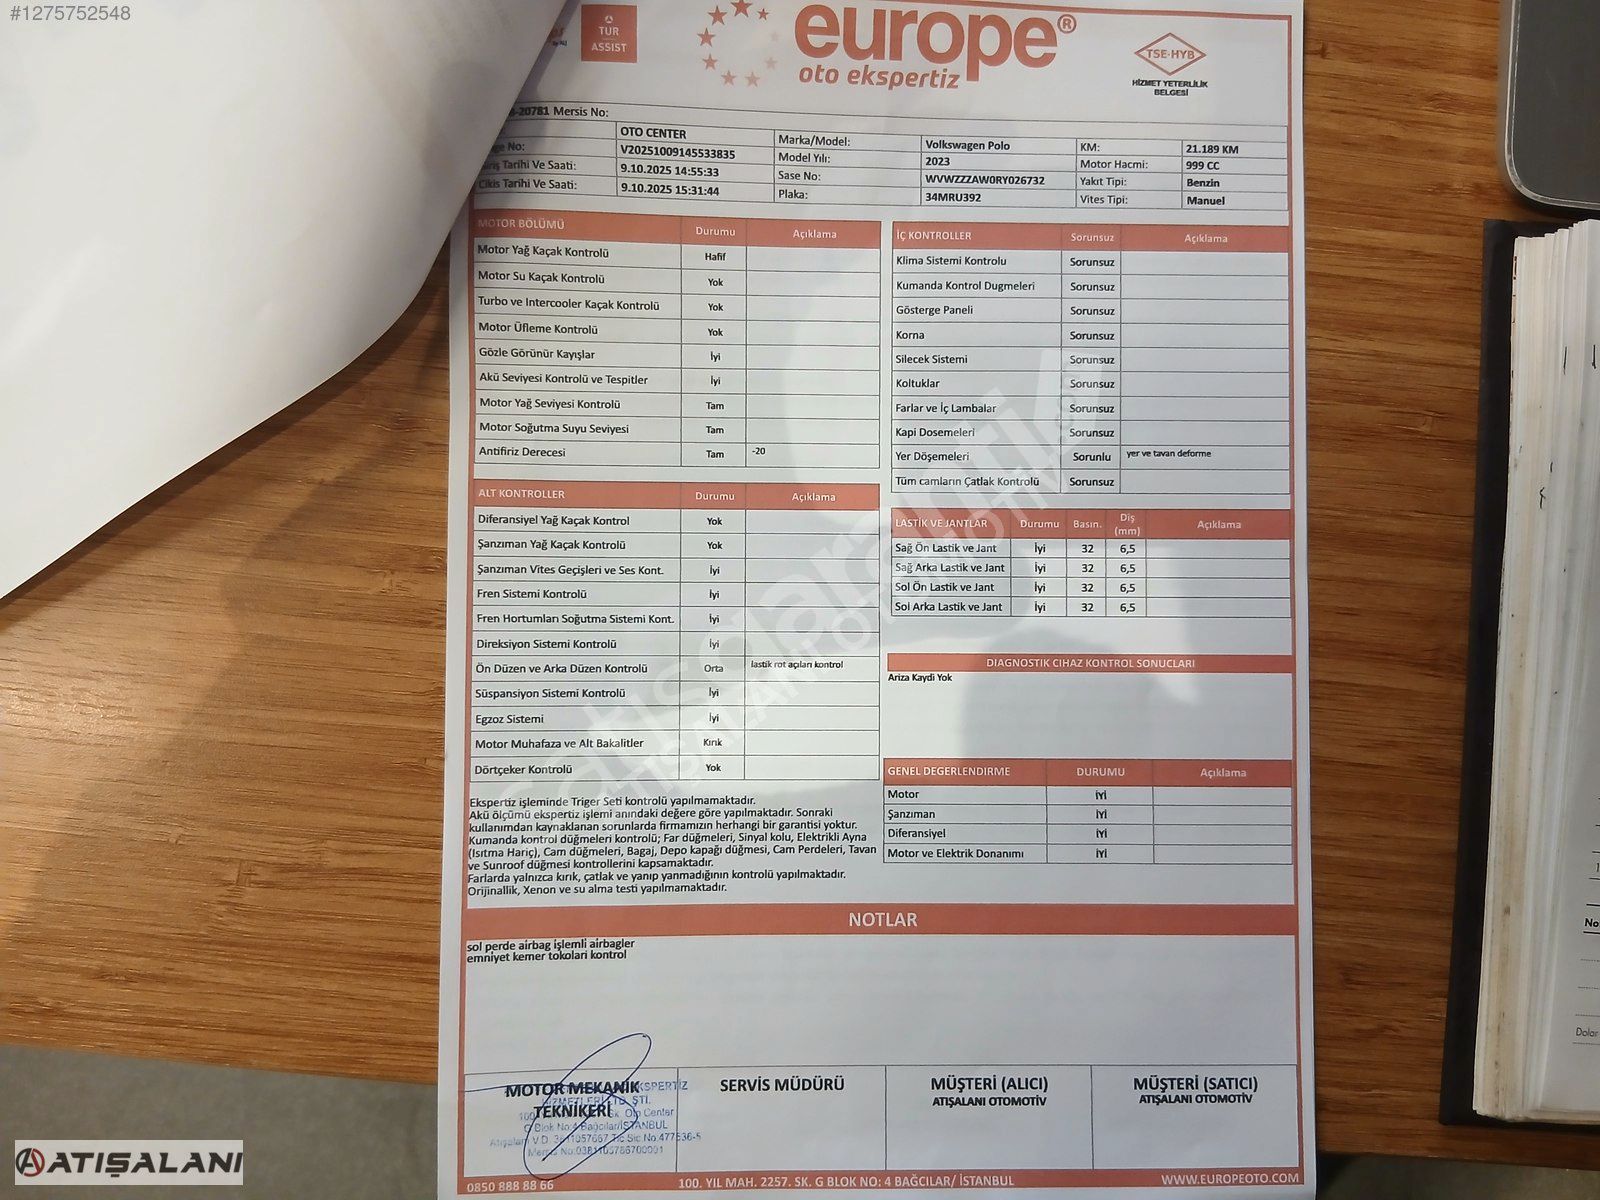 #1275752548
TUR
ASSIST
europe®
oto ekspertiz
TSE-HYB
HİZMET YETERLİLİK
BELGESİ
-20781 Mersis No:
OTO CENTER
No: V20251009145533835
Tarihi Ve Saati: 9.10.2025 14:55:33
Cikis Tarihi Ve Saati: 9.10.2025 15:31:44
Marka/Model: Volkswagen Polo
Model Yılı: 2023
Sase No: WVWZZZAW0RY026732
Plaka: 34MRU392
KM: 21.189 KM
Motor Hacmi: 999 CC
Yakıt Tipi: Benzin
Vites Tipi: Manuel
MOTOR BÖLÜMÜ Durumu Açıklama
Motor Yağ Kaçak Kontrolü Hafif
Motor Su Kaçak Kontrolü Yok
Turbo ve Intercooler Kaçak Kontrolü Yok
Motor Üfleme Kontrolü Yok
Gözle Görünür Kayışlar İyi
Akü Seviyesi Kontrolü ve Tespitler İyi
Motor Yağ Seviyesi Kontrolü Tam
Motor Soğutma Suyu Seviyesi Tam
Antifiriz Derecesi Tam -20
İÇ KONTROLLER Sorunsuz Açıklama
Klima Sistemi Kontrolu Sorunsuz
Kumanda Kontrol Dugmeleri Sorunsuz
Gösterge Paneli Sorunsuz
Korna Sorunsuz
Silecek Sistemi Sorunsuz
Koltuklar Sorunsuz
Farlar ve İç Lambalar Sorunsuz
Kapi Dosemeleri Sorunsuz
Yer Döşemeleri Sorunlu yer ve tavan deforme
Tüm camların Çatlak Kontrolü Sorunsuz
ALT KONTROLLER Durumu Açıklama
Diferansiyel Yağ Kaçak Kontrol Yok
Şanzıman Yağ Kaçak Kontrolü Yok
Şanzıman Vites Geçişleri ve Ses Kont. İyi
Fren Sistemi Kontrolü İyi
Fren Hortumları Soğutma Sistemi Kont. İyi
Direksiyon Sistemi Kontrolü İyi
Ön Düzen ve Arka Düzen Kontrolü Orta lastik rot açıları kontrol
Süspansiyon Sistemi Kontrolü İyi
Egzoz Sistemi İyi
Motor Muhafaza ve Alt Bakalitler Kırık
Dörtçeker Kontrolü Yok
LASTİK VE JANTLAR Durumu Basın. Diş (mm) Açıklama
Sağ Ön Lastik ve Jant İyi 32 6,5
Sağ Arka Lastik ve Jant İyi 32 6,5
Sol Ön Lastik ve Jant İyi 32 6,5
Sol Arka Lastik ve Jant İyi 32 6,5
DIAGNOSTIK CIHAZ KONTROL SONUCLARI
Ariza Kaydi Yok
GENEL DEGERLENDIRME DURUMU Açıklama
Motor İYİ
Şanzıman İYİ
Diferansiyel İYİ
Motor ve Elektrik Donanımı İYİ
Ekspertiz işleminde Triger Seti kontrolü yapılmamaktadır.
Akü ölçümü ekspertiz işlemi anındaki değere göre yapılmaktadır. Sonraki
kullanımdan kaynaklanan sorunlarda firmamızın herhangi bir garantisi yoktur.
Kumanda kontrol düğmeleri kontrolü; Far düğmeleri, Sinyal kolu, Elektrikli Ayna
(Isıtma Hariç), Cam düğmeleri, Bagaj, Depo kapağı düğmesi, Cam Perdeleri, Tavan
ve Sunroof düğmesi kontrollerini kapsamaktadır.
Farlarda yalnızca kırık, çatlak ve yanıp yanmadığının kontrolü yapılmaktadır.
Orijinallik, Xenon ve su alma testi yapılmamaktadır.
NOTLAR
sol perde airbag işlemli airbagler
emniyet kemer tokolari kontrol
MOTOR MEKANİK
TEKNİKERİ
SERVİS MÜDÜRÜ
MÜŞTERİ (ALICI)
ATIŞALANI OTOMOTİV
MÜŞTERİ (SATICI)
ATIŞALANI OTOMOTİV
EKSPERTİZ
HİZMETLERİ LTD. ŞTİ.
Sk. Oto Center
G Blok No:4 Bağcılar/İSTANBUL
0850 888 88 66
100. YIL MAH. 2257. SK. G BLOK NO: 4 BAĞCILAR/ İSTANBUL
WWW.EUROPEOTO.COM
No
Dolar
ATIŞALANI